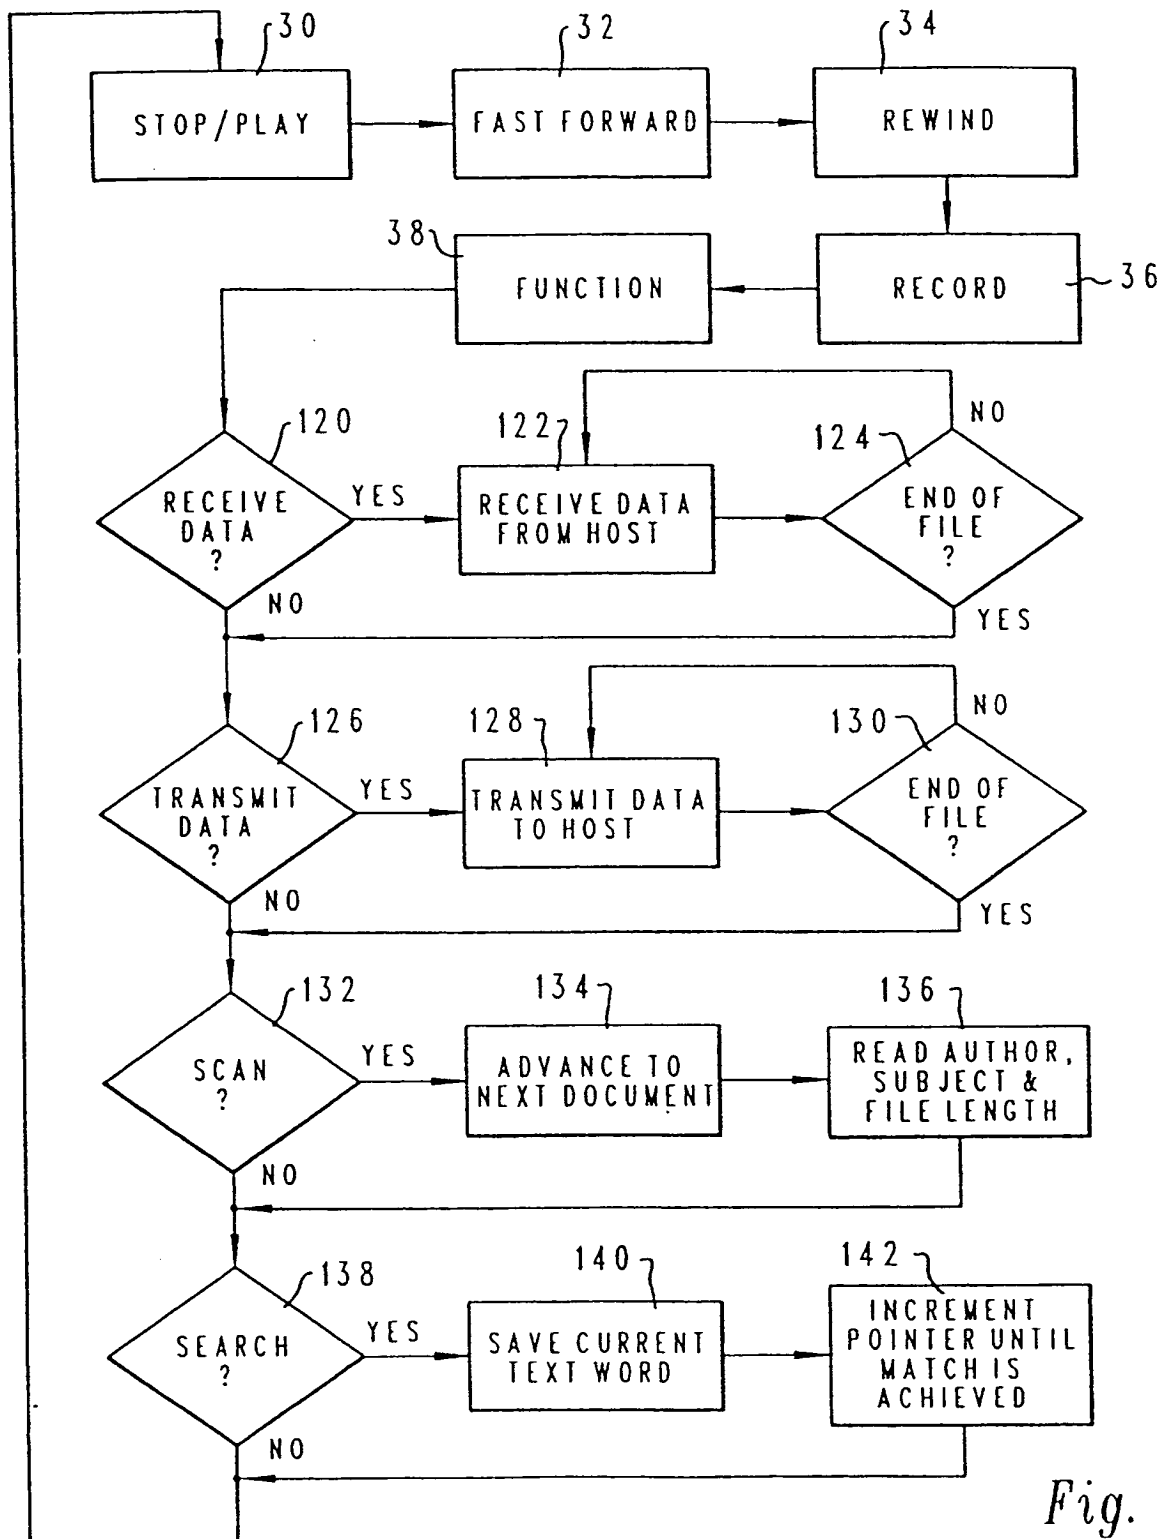 30
32
34
STOP/PLAY
FAST FORWARD
REWIND
38
FUNCTION
RECORD
36
120
122
124
NO
RECEIVE
DATA
?
YES
RECEIVE DATA
FROM HOST
END OF
FILE
?
NO
YES
126
128
130
NO
TRANSMIT
DATA
?
YES
TRANSMIT DATA
TO HOST
END OF
FILE
?
NO
YES
132
134
136
SCAN
?
YES
ADVANCE TO
NEXT DOCUMENT
READ AUTHOR,
SUBJECT &
FILE LENGTH
NO
138
140
142
SEARCH
?
YES
SAVE CURRENT
TEXT WORD
INCREMENT
POINTER UNTIL
MATCH IS
ACHIEVED
NO
Fig.